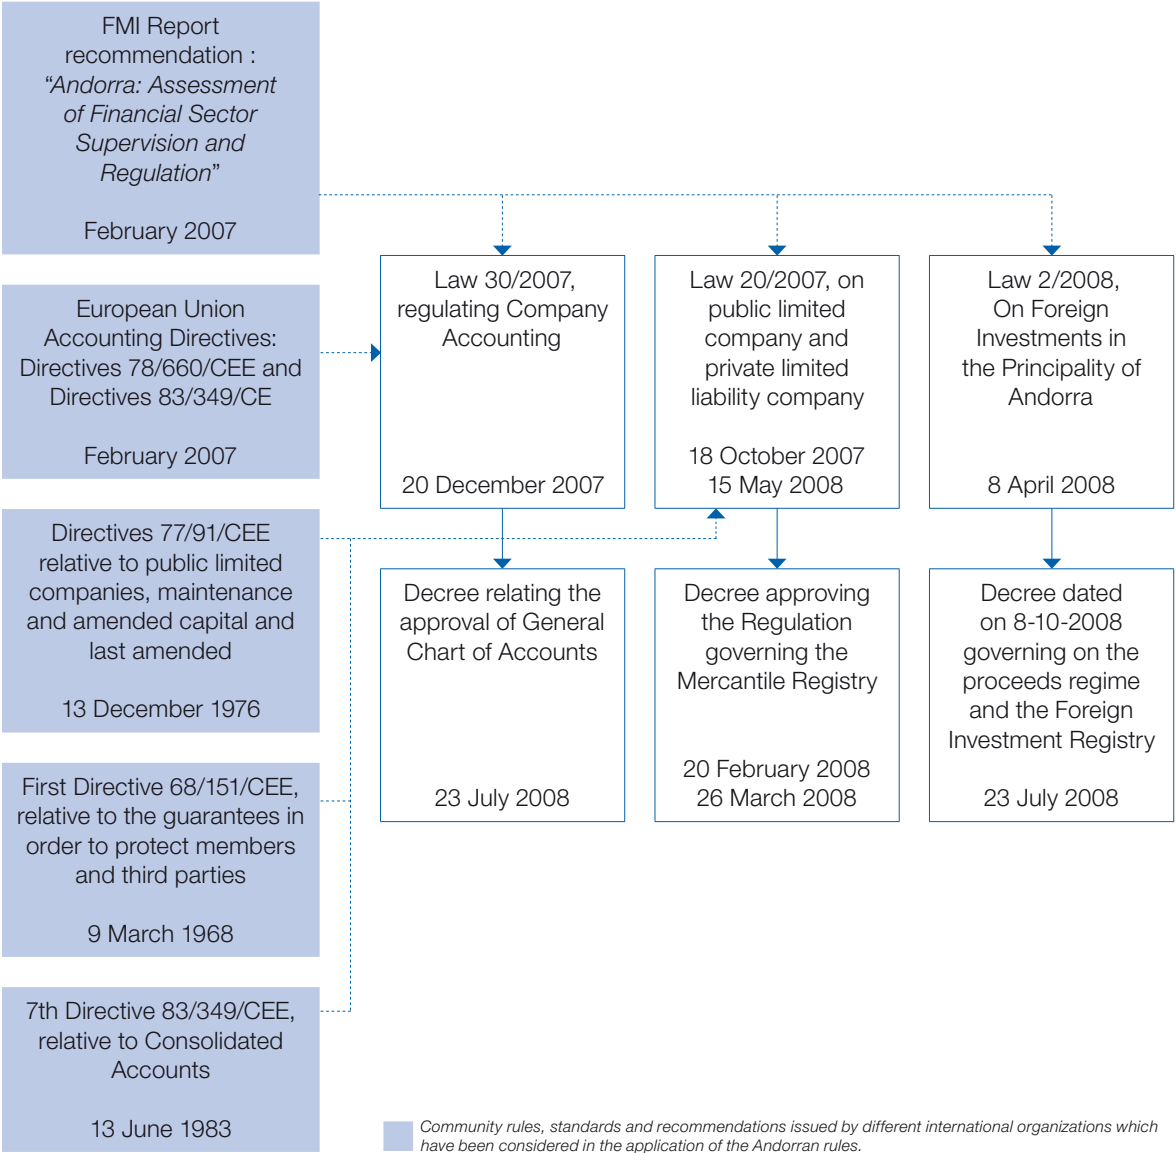 FMI Report
recommendation :
“Andorra: Assessment
of Financial Sector
Supervision and
Regulation”
February 2007
European Union
Accounting Directives:
Directives 78/660/CEE and
Directives 83/349/CE
February 2007
Directives 77/91/CEE
relative to public limited
companies, maintenance
and amended capital and
last amended
13 December 1976
First Directive 68/151/CEE,
relative to the guarantees in
order to protect members
and third parties
9 March 1968
7th Directive 83/349/CEE,
relative to Consolidated
Accounts
13 June 1983
Law 30/2007,
regulating Company
Accounting
20 December 2007
Law 20/2007, on
public limited
company and
private limited
liability company
18 October 2007
15 May 2008
Law 2/2008,
On Foreign
Investments in
the Principality of
Andorra
8 April 2008
Decree relating the
approval of General
Chart of Accounts
23 July 2008
Decree approving
the Regulation
governing the
Mercantile Registry
20 February 2008
26 March 2008
Decree dated
on 8-10-2008
governing on the
proceeds regime
and the Foreign
Investment Registry
23 July 2008
Community rules, standards and recommendations issued by different international organizations which
have been considered in the application of the Andorran rules.